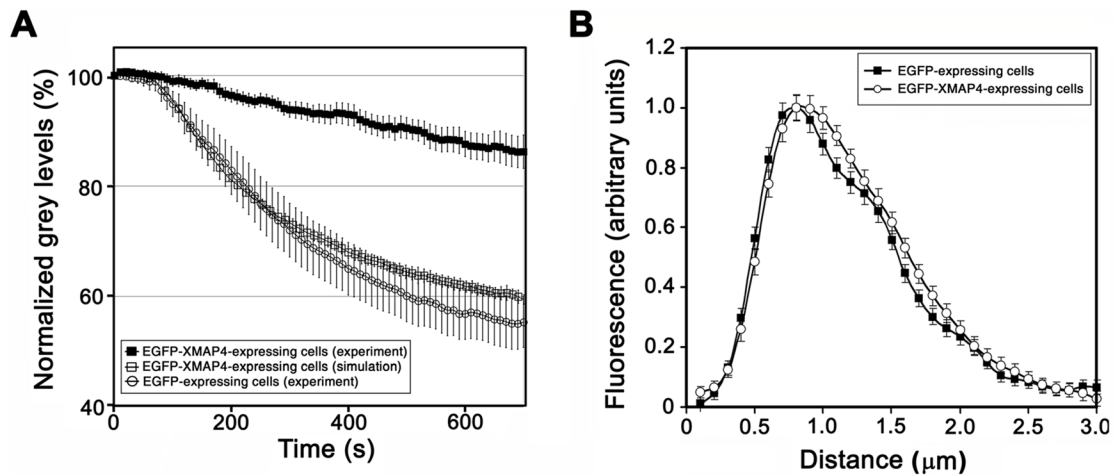 A
Normalized grey levels (%)
100
80
60
40
EGFP-XMAP4-expressing cells (experiment)
EGFP-XMAP4-expressing cells (simulation)
EGFP-expressing cells (experiment)
0
200
400
600
Time (s)
B
Fluorescence (arbitrary units)
1.2
1.0
0.8
0.6
0.4
0.2
0
EGFP-expressing cells
EGFP-XMAP4-expressing cells
0
0.5
1.0
1.5
2.0
2.5
3.0
Distance (μm)